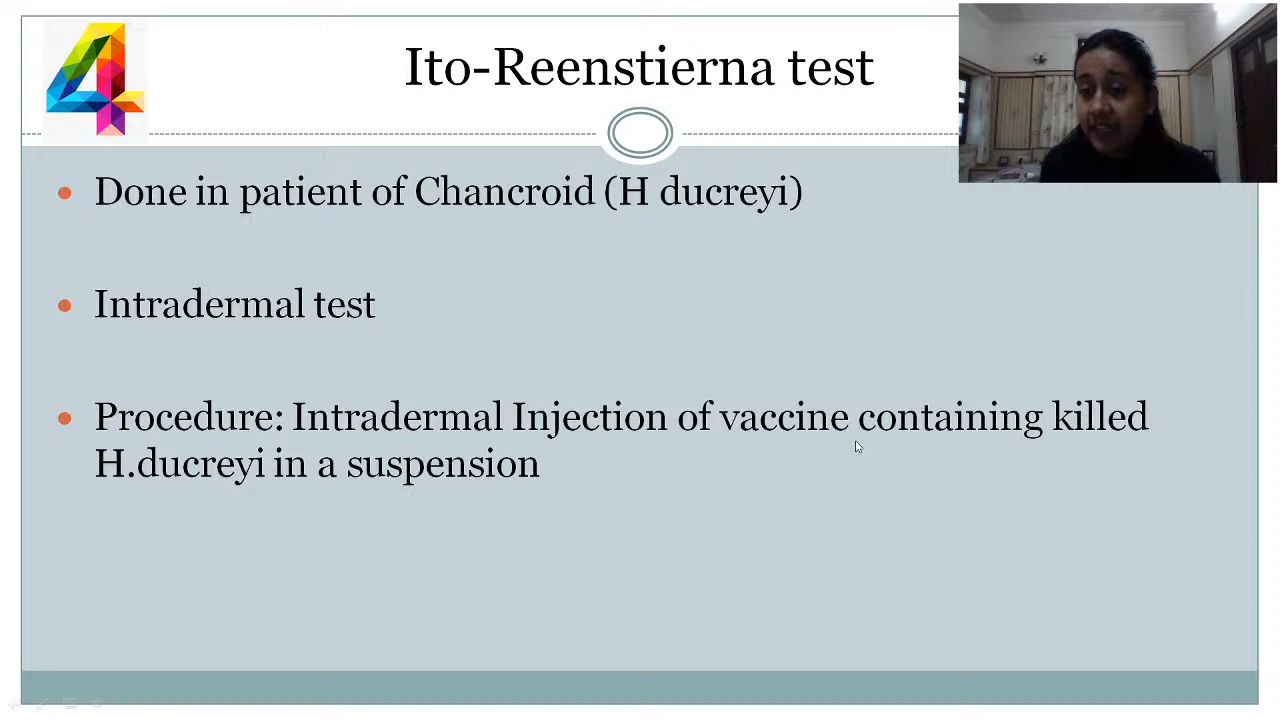 4
Ito-Reenstierna test
Done in patient of Chancroid (H ducreyi)
Intradermal test
Procedure: Intradermal Injection of vaccine containing killed
H.ducreyi in a suspension